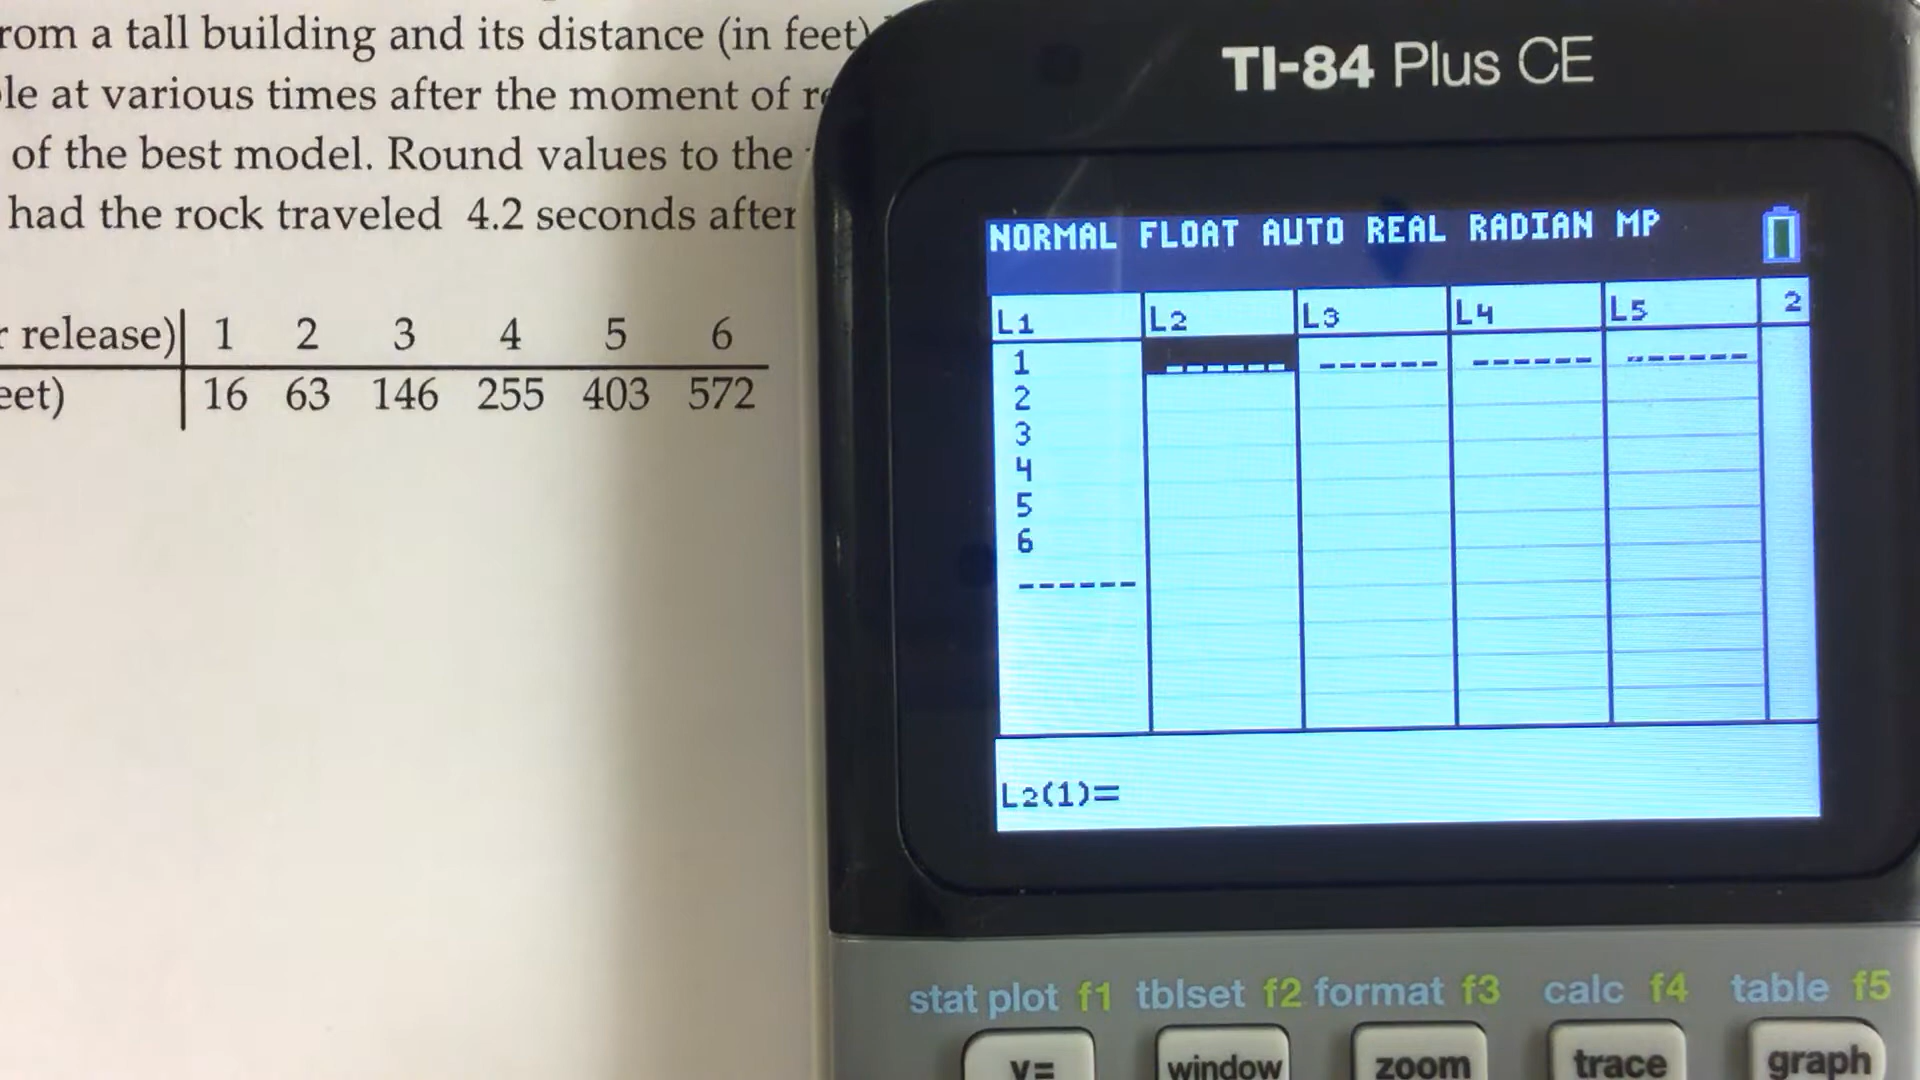 rom a tall building and its distance (in feet)
le at various times after the moment of
of the best model. Round values to the
had the rock traveled 4.2 seconds after
release) 1 2 3 4 5 6
eet) 16 63 146 255 403 572
TI-84 Plus CE
NORMAL FLOAT AUTO REAL RADIAN MP
L1 L2 L3 L4 L5 2
1
2
3
4
5
6
L2(1)=
stat plot f1 tblset f2 format f3 calc f4 table f5
y= window zoom trace graph